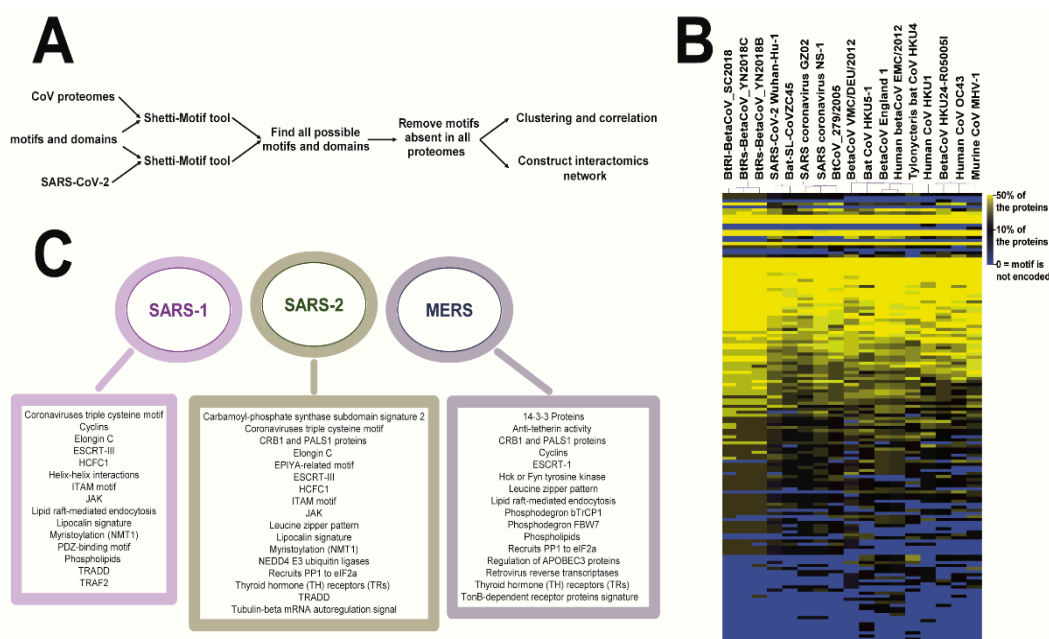 A
CoV proteomes
motifs and domains
SARS-CoV-2
Shetti-Motif tool
Shetti-Motif tool
Find all possible
motifs and domains
Remove motifs
absent in all
proteomes
Clustering and correlation
Construct interactomics
network
B
BtRl-BetaCoV_SC2018
BtRs-BetaCoV_YN2018C
BtRs-BetaCoV_YN2018B
SARS-CoV-2 Wuhan-Hu-1
Bat-SL-CoVZC45
SARS coronavirus GZ02
SARS coronavirus NS-1
BtCoV_279/2005
BetaCoV VMC/DEU/2012
Bat CoV HKU5-1
BetaCoV England 1
Human betaCoV EMC/2012
Tylonycteris bat CoV HKU4
Human CoV HKU1
BetaCoV HKU24-R05005I
Human CoV OC43
Murine CoV MHV-1
50% of
the proteins
10% of
the proteins
0 = motif is
not encoded
C
SARS-1
SARS-2
MERS
Coronaviruses triple cysteine motif
Cyclins
Elongin C
ESCRT-III
HCFC1
Helix-helix interactions
ITAM motif
JAK
Lipid raft-mediated endocytosis
Lipocalin signature
Myristoylation (NMT1)
PDZ-binding motif
Phospholipids
TRADD
TRAF2
Carbamoyl-phosphate synthase subdomain signature 2
Coronaviruses triple cysteine motif
CRB1 and PALS1 proteins
Elongin C
EPIYA-related motif
ESCRT-III
HCFC1
ITAM motif
JAK
Leucine zipper pattern
Lipocalin signature
Myristoylation (NMT1)
NEDD4 E3 ubiquitin ligases
Recruits PP1 to eIF2a
Thyroid hormone (TH) receptors (TRs)
TRADD
Tubulin-beta mRNA autoregulation signal
14-3-3 Proteins
Anti-tetherin activity
CRB1 and PALS1 proteins
Cyclins
ESCRT-1
Hck or Fyn tyrosine kinase
Leucine zipper pattern
Lipid raft-mediated endocytosis
Phosphodegron bTrCP1
Phosphodegron FBW7
Phospholipids
Recruits PP1 to eIF2a
Regulation of APOBEC3 proteins
Retrovirus reverse transcriptases
Thyroid hormone (TH) receptors (TRs)
TonB-dependent receptor proteins signature